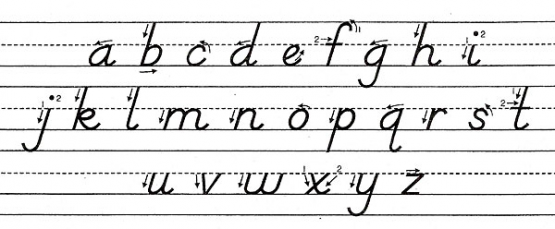 a b c d e f g h i
j k l m n o p q r s t
u v w x y z